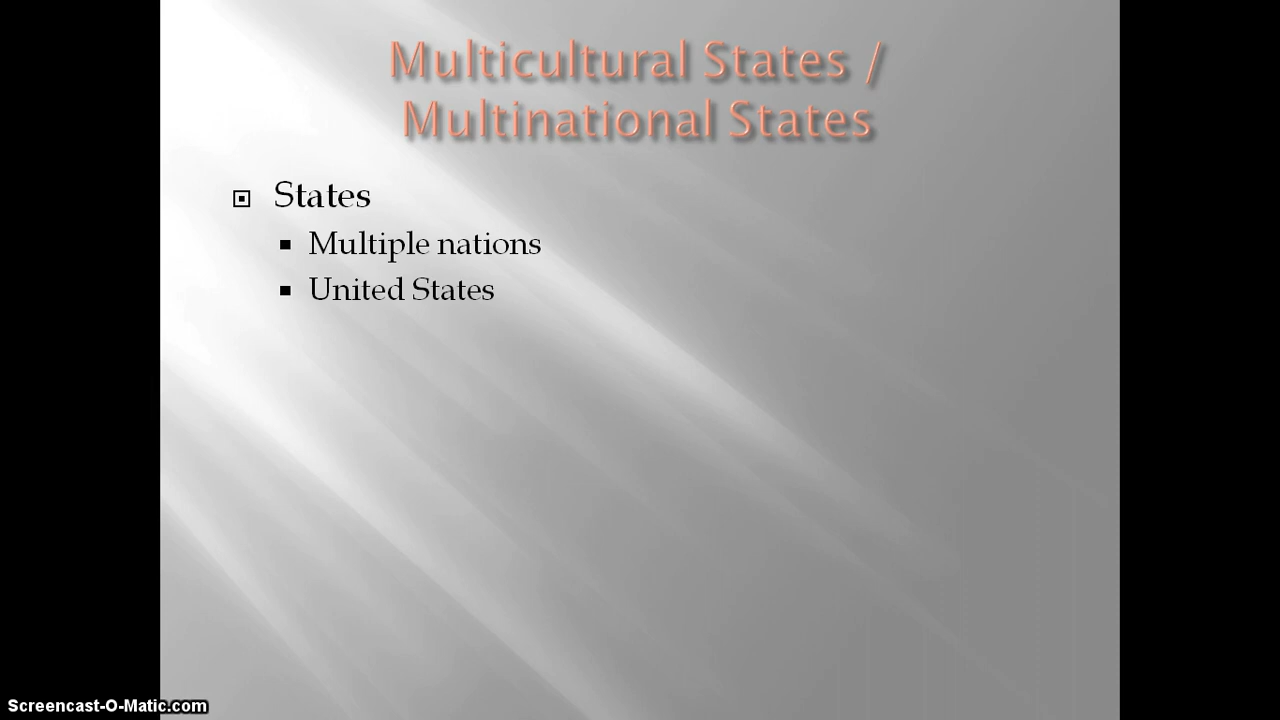 Multicultural States /
Multinational States
States
Multiple nations
United States
Screencast-O-Matic.com